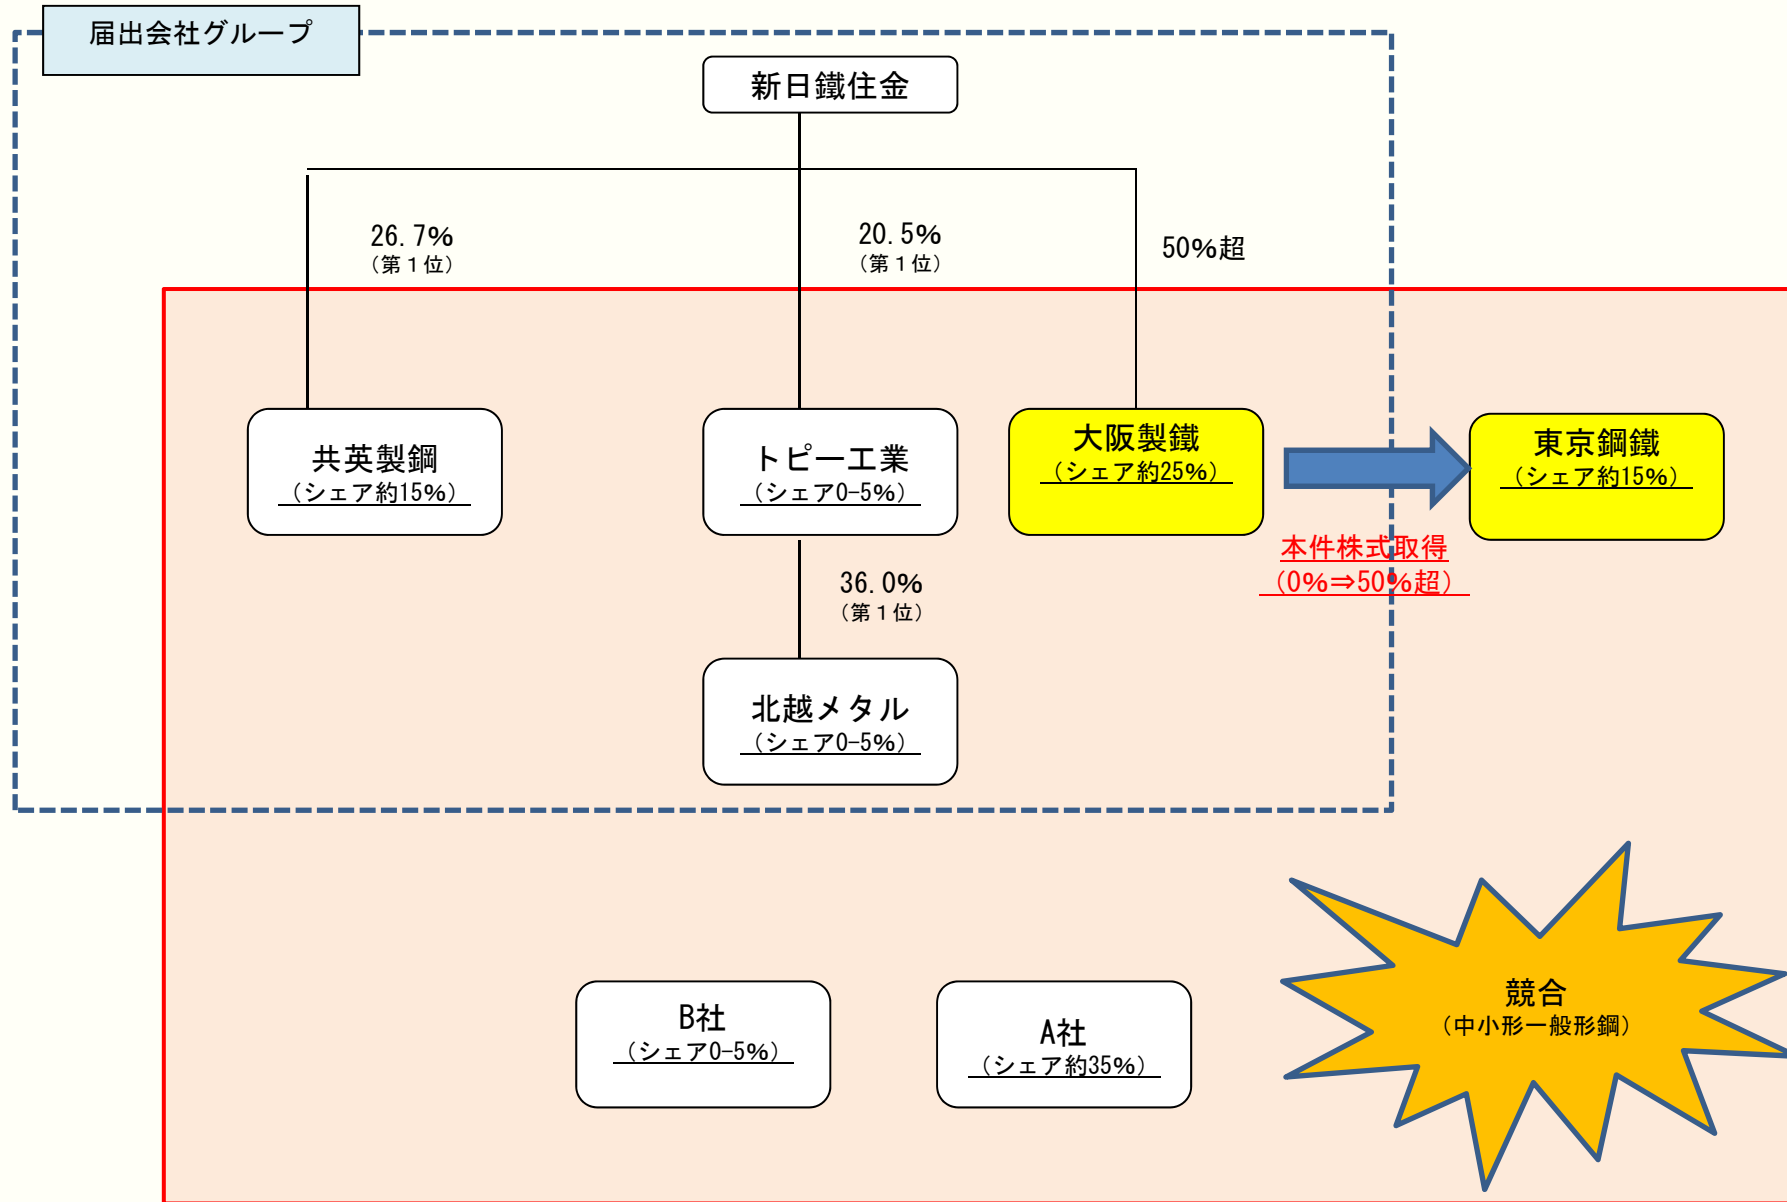 届出会社グループ
新日鐵住金
26.7%
(第1位)
20.5%
(第1位)
50%超
共英製鋼
(シェア約15%)
トピー工業
(シェア0-5%)
大阪製鐵
(シェア約25%)
東京鋼鐵
(シェア約15%)
本件株式取得
(0%⇒50%超)
36.0%
(第1位)
北越メタル
(シェア0-5%)
B社
(シェア0-5%)
A社
(シェア約35%)
競合
(中小形一般形鋼)